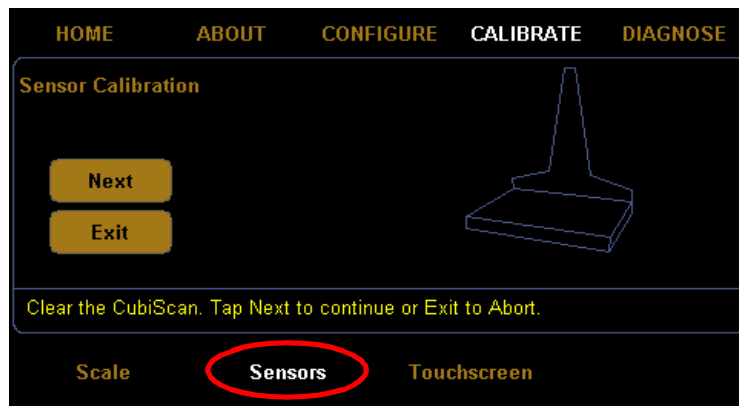 HOME ABOUT CONFIGURE CALIBRATE DIAGNOSE
Sensor Calibration
Next
Exit
Clear the CubiScan. Tap Next to continue or Exit to Abort.
Scale Sensors Touchscreen